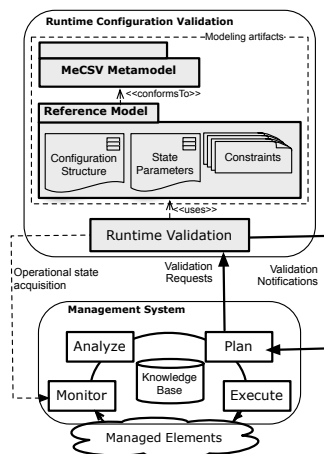 Runtime Configuration Validation
Modeling artifacts
MeCSV Metamodel
<<conformsTo>>
Reference Model
Configuration
Structure
State
Parameters
Constraints
<<uses>>
Runtime Validation
Operational state
acquisition
Validation
Requests
Validation
Notifications
Management System
Analyze
Plan
Knowledge
Base
Monitor
Execute
Managed Elements